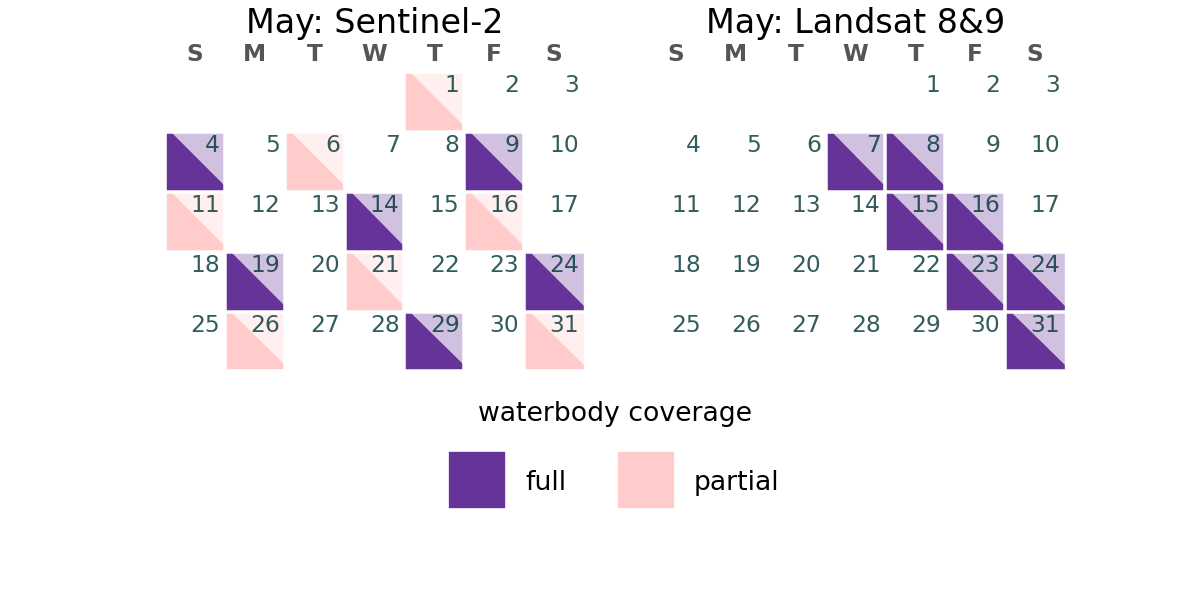 May: Sentinel-2
S M T W T F S
1 2 3
4 5 6 7 8 9 10
11 12 13 14 15 16 17
18 19 20 21 22 23 24
25 26 27 28 29 30 31
May: Landsat 8&9
S M T W T F S
1 2 3
4 5 6 7 8 9 10
11 12 13 14 15 16 17
18 19 20 21 22 23 24
25 26 27 28 29 30 31
waterbody coverage
full
partial